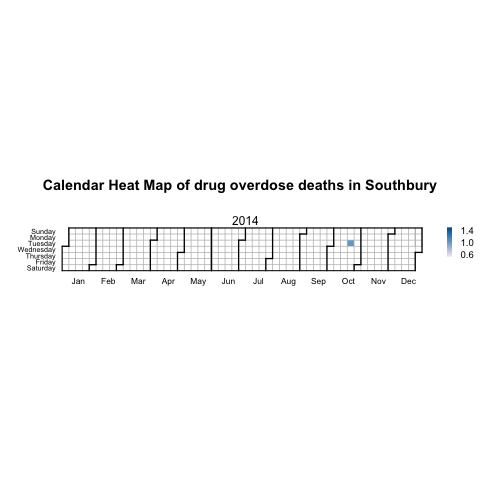 Calendar Heat Map of drug overdose deaths in Southbury
2014
Sunday
Monday
Tuesday
Wednesday
Thursday
Friday
Saturday
1.4
1.0
0.6
Jan Feb Mar Apr May Jun Jul Aug Sep Oct Nov Dec